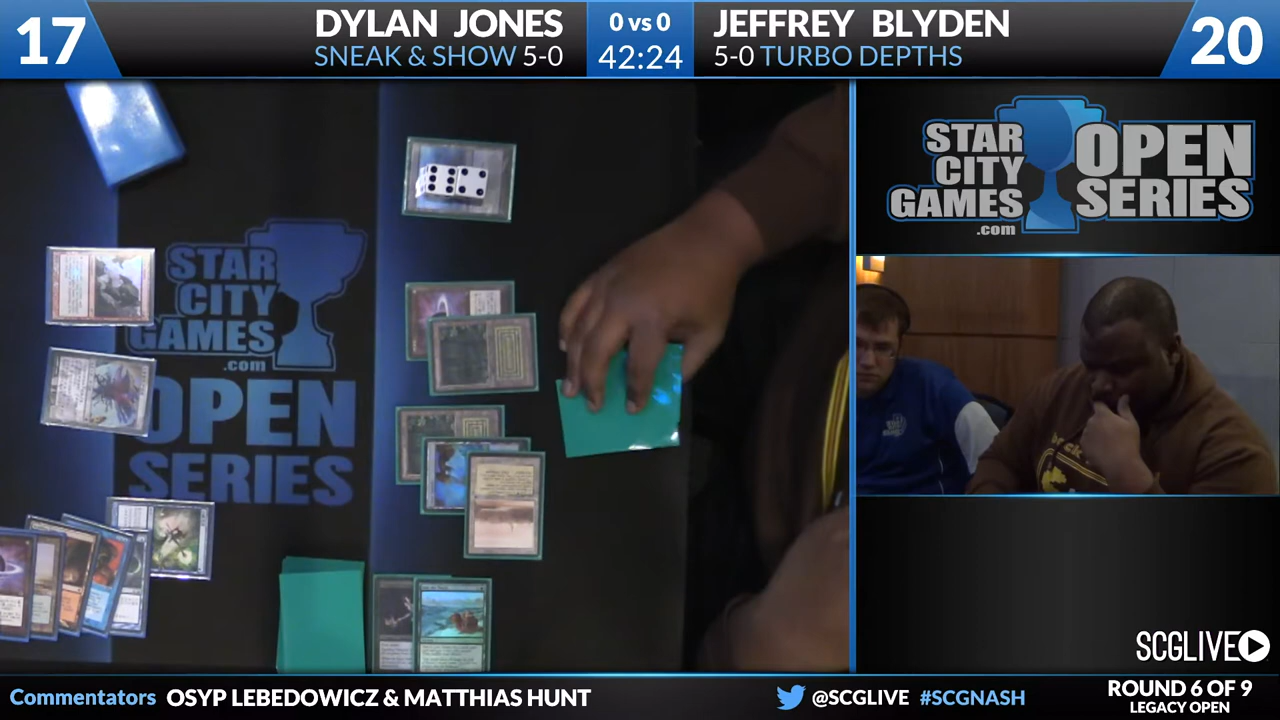 17
DYLAN JONES
SNEAK & SHOW 5-0
0 vs 0
42:24
JEFFREY BLYDEN
5-0 TURBO DEPTHS
20
STAR
CITY
GAMES
.com
OPEN
SERIES
STAR
CITY
GAMES
.com
OPEN
SERIES
SCGLIVE
Commentators OSYP LEBEDOWICZ & MATTHIAS HUNT
@SCGLIVE #SCGNASH
ROUND 6 OF 9
LEGACY OPEN